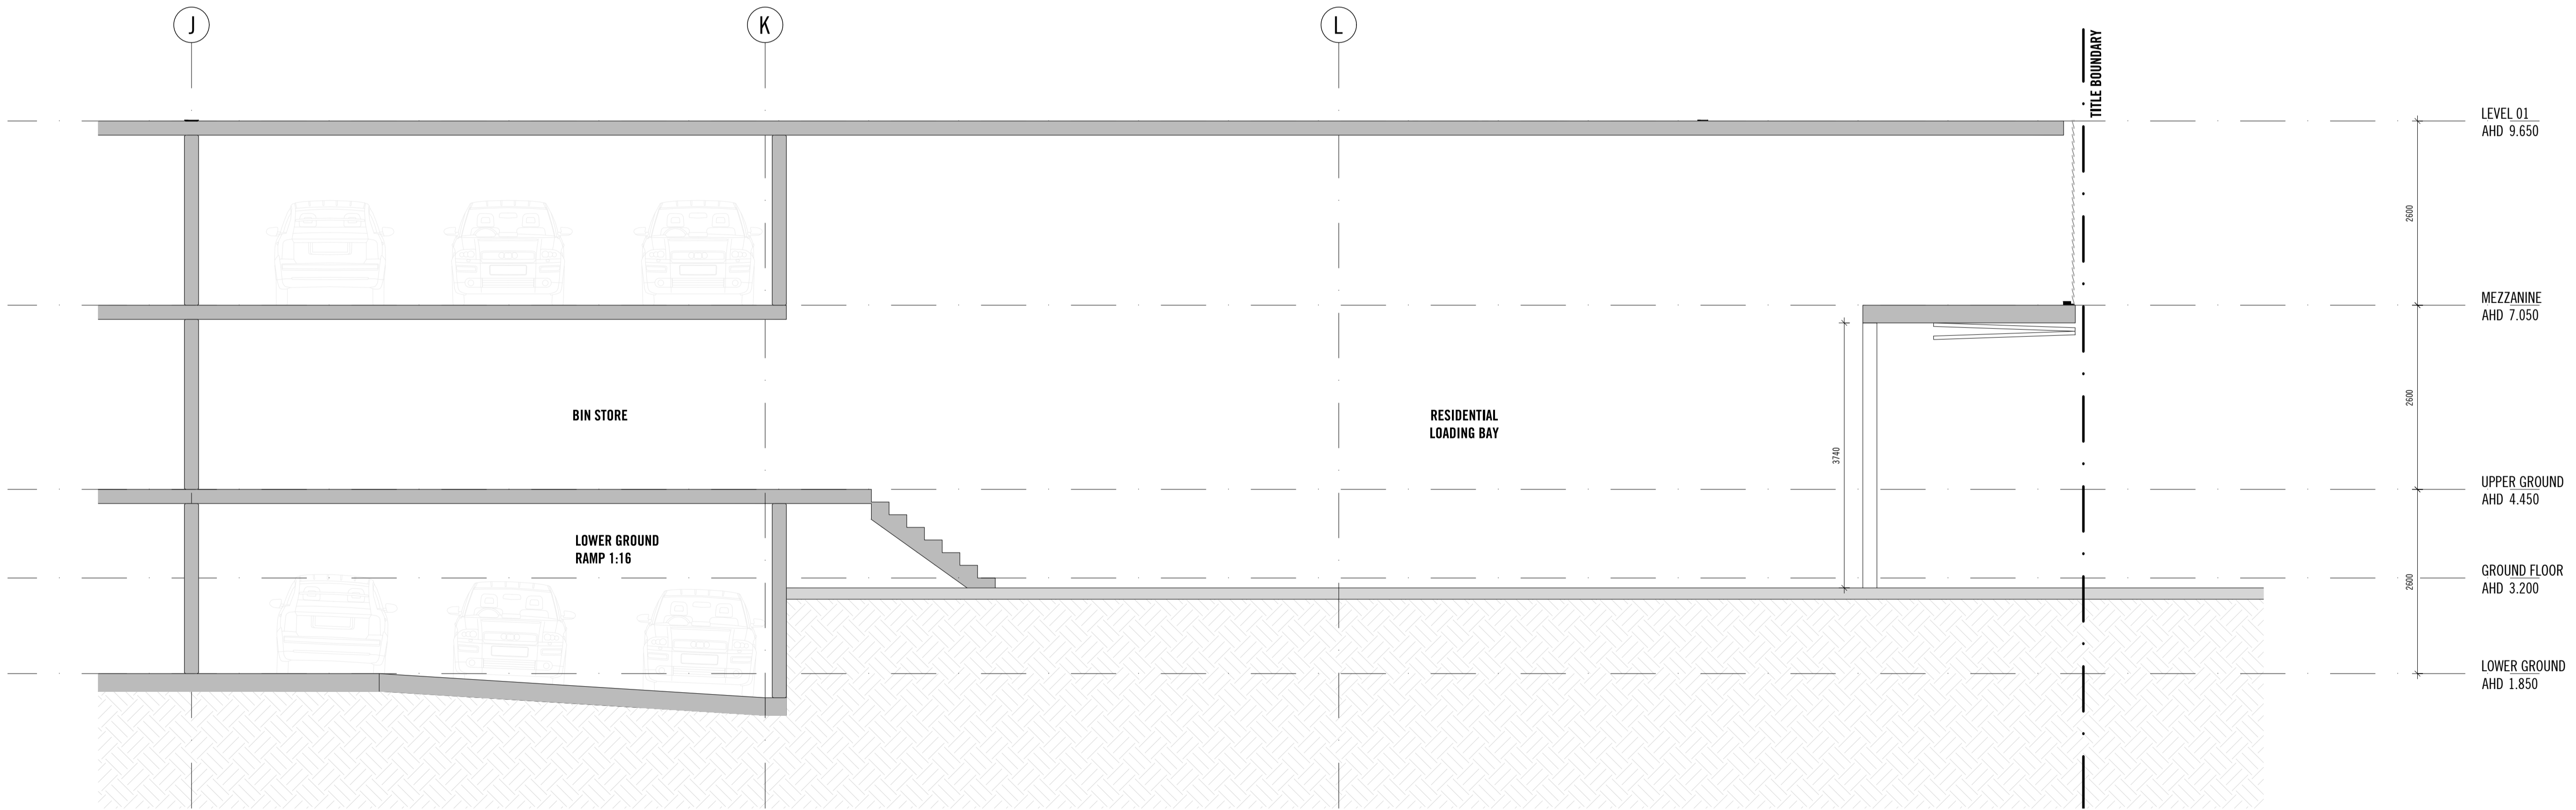 J
K
L
TITLE BOUNDARY
LEVEL 01
AHD 9.650
2600
MEZZANINE
AHD 7.050
2600
BIN STORE
RESIDENTIAL
LOADING BAY
3740
UPPER GROUND
AHD 4.450
LOWER GROUND
RAMP 1:16
GROUND FLOOR
AHD 3.200
2600
LOWER GROUND
AHD 1.850